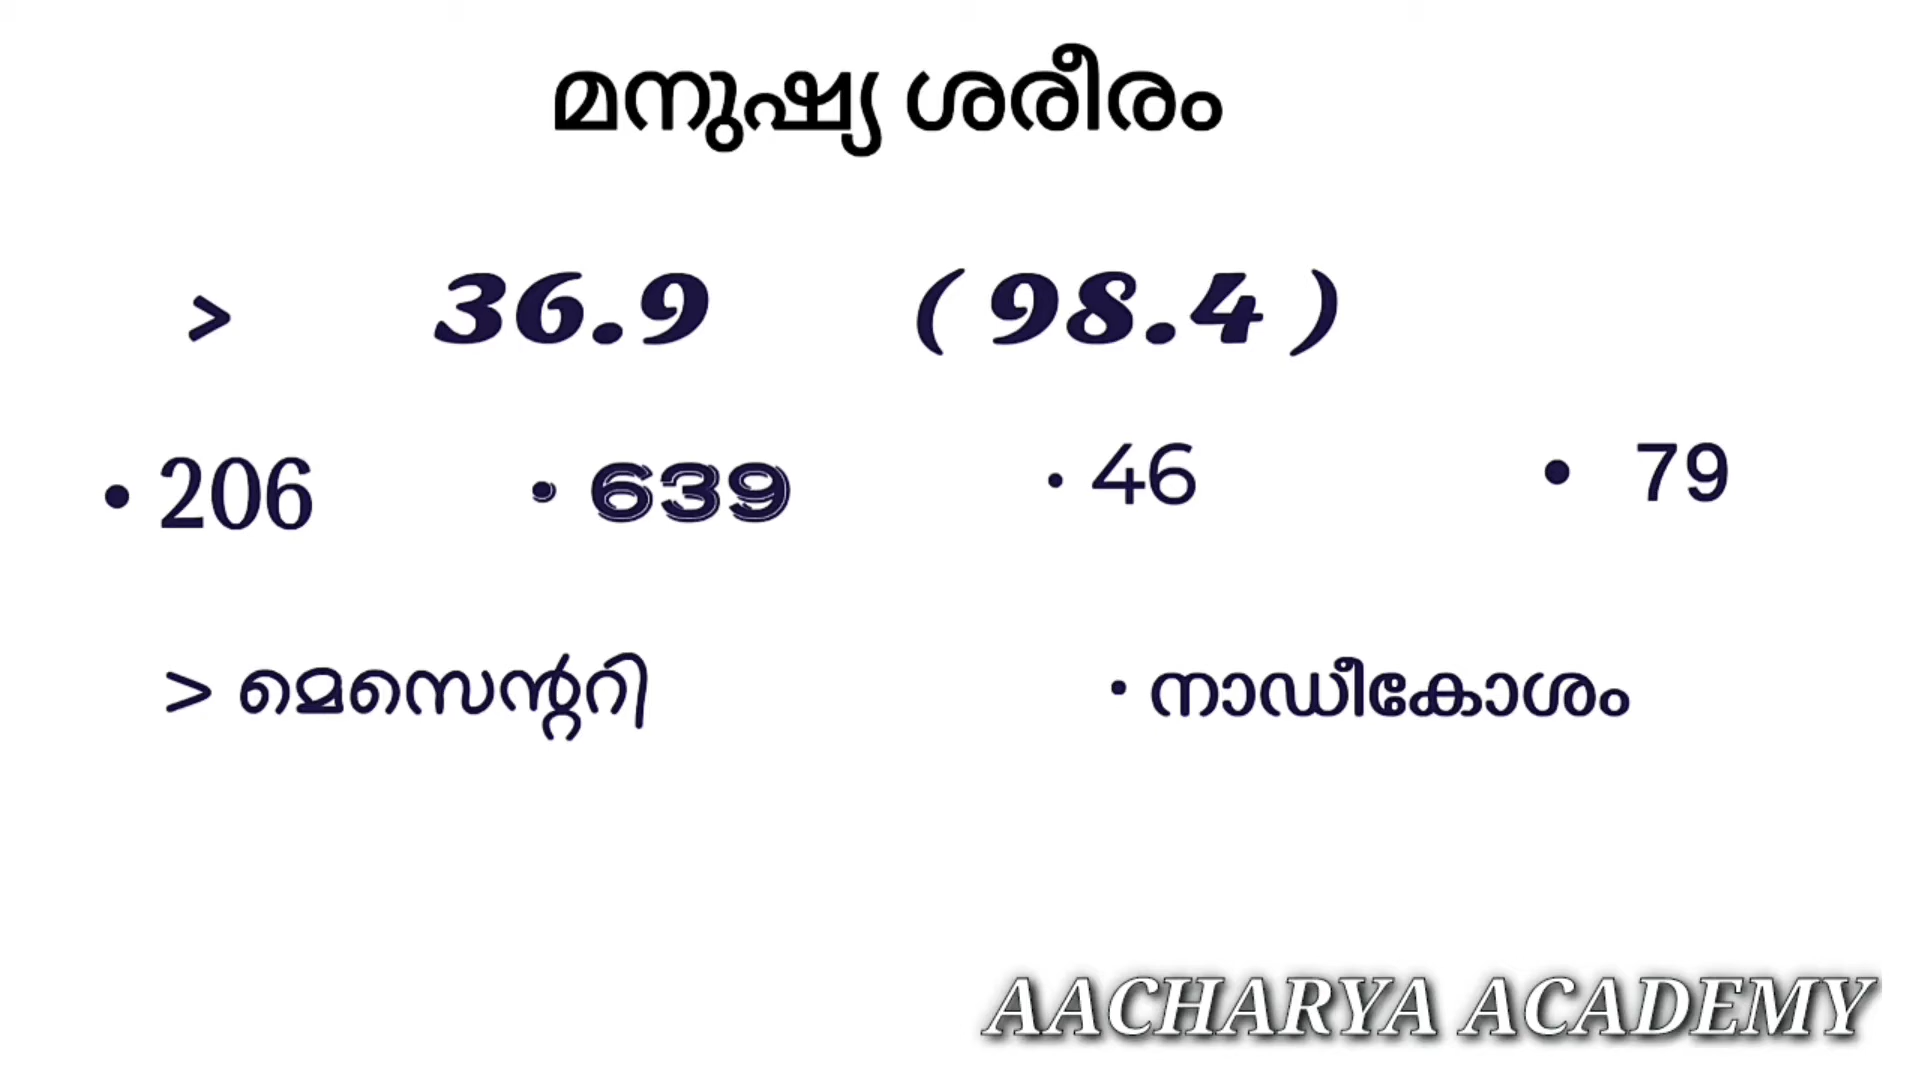 മനുഷ്യ ശരീരം
> 36.9 ( 98.4 )
• 206 • 639 • 46 • 79
> മെസെന്ററി • നാഡീകോശം
AACHARYA ACADEMY